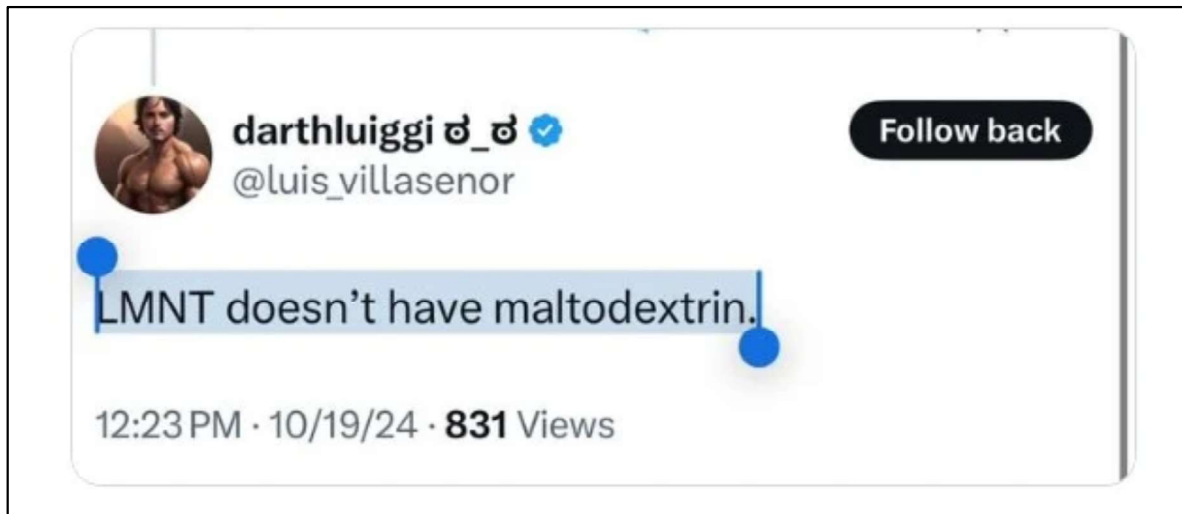 darthluiggi ಠ_ಠ
Follow back
@luis_villasenor
LMNT doesn’t have maltodextrin.
12:23 PM · 10/19/24 · 831 Views